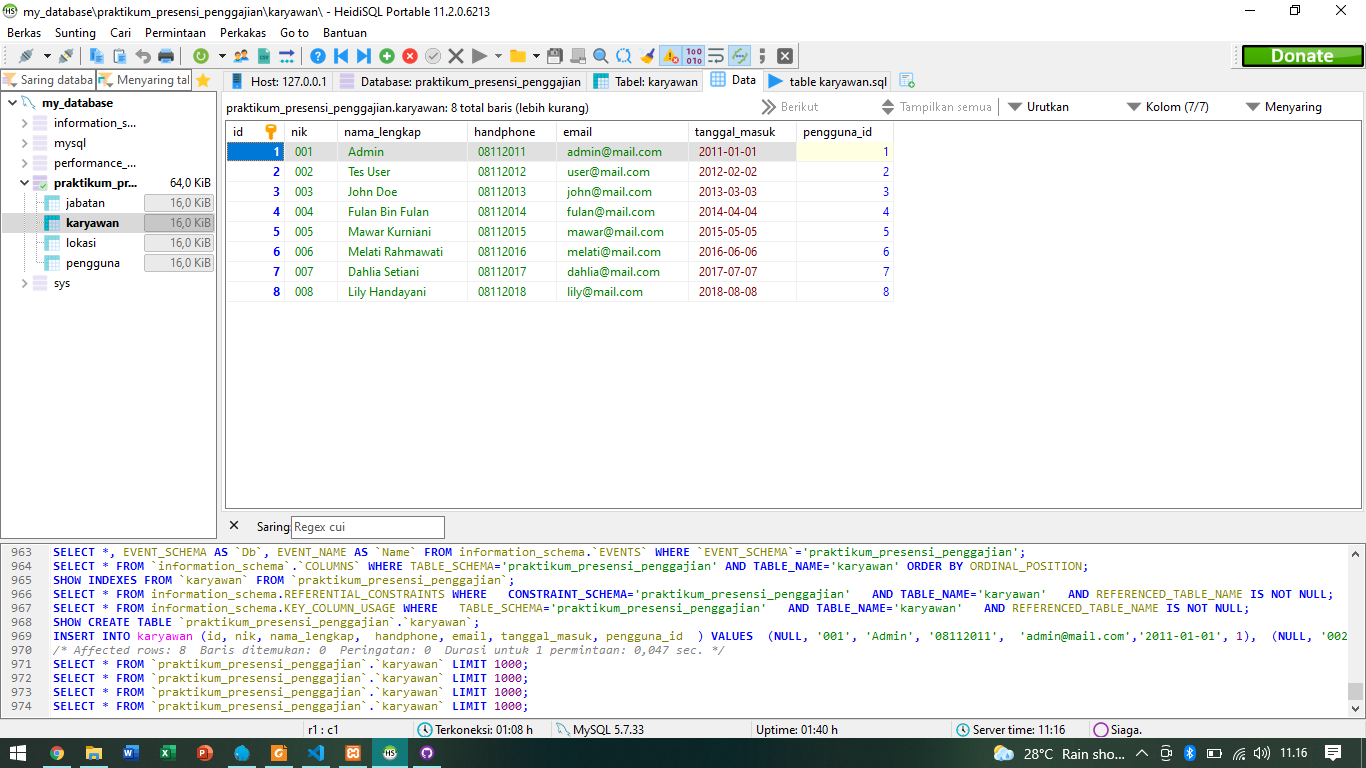 my_database\praktikum_presensi_penggajian\karyawan\ - HeidiSQL Portable 11.2.0.6213
Berkas Sunting Cari Permintaan Perkakas Go to Bantuan
Donate
Saring databa Menyaring tal Host: 127.0.0.1 Database: praktikum_presensi_penggajian Tabel: karyawan Data table karyawan.sql
my_database
information_s...
mysql
performance_...
praktikum_pr... 64,0 KiB
jabatan 16,0 KiB
karyawan 16,0 KiB
lokasi 16,0 KiB
pengguna 16,0 KiB
sys
praktikum_presensi_penggajian.karyawan: 8 total baris (lebih kurang) Berikut Tampilkan semua Urutkan Kolom (7/7) Menyaring
id nik nama_lengkap handphone email tanggal_masuk pengguna_id
1 001 Admin 08112011 admin@mail.com 2011-01-01 1
2 002 Tes User 08112012 user@mail.com 2012-02-02 2
3 003 John Doe 08112013 john@mail.com 2013-03-03 3
4 004 Fulan Bin Fulan 08112014 fulan@mail.com 2014-04-04 4
5 005 Mawar Kurniani 08112015 mawar@mail.com 2015-05-05 5
6 006 Melati Rahmawati 08112016 melati@mail.com 2016-06-06 6
7 007 Dahlia Setiani 08112017 dahlia@mail.com 2017-07-07 7
8 008 Lily Handayani 08112018 lily@mail.com 2018-08-08 8
Saring: Regex cui
963 SELECT *, EVENT_SCHEMA AS `Db`, EVENT_NAME AS `Name` FROM information_schema.`EVENTS` WHERE `EVENT_SCHEMA`='praktikum_presensi_penggajian';
964 SELECT * FROM `information_schema`.`COLUMNS` WHERE TABLE_SCHEMA='praktikum_presensi_penggajian' AND TABLE_NAME='karyawan' ORDER BY ORDINAL_POSITION;
965 SHOW INDEXES FROM `karyawan` FROM `praktikum_presensi_penggajian`;
966 SELECT * FROM information_schema.REFERENTIAL_CONSTRAINTS WHERE CONSTRAINT_SCHEMA='praktikum_presensi_penggajian' AND TABLE_NAME='karyawan' AND REFERENCED_TABLE_NAME IS NOT NULL;
967 SELECT * FROM information_schema.KEY_COLUMN_USAGE WHERE TABLE_SCHEMA='praktikum_presensi_penggajian' AND TABLE_NAME='karyawan' AND REFERENCED_TABLE_NAME IS NOT NULL;
968 SHOW CREATE TABLE `praktikum_presensi_penggajian`.`karyawan`;
969 INSERT INTO karyawan (id, nik, nama_lengkap, handphone, email, tanggal_masuk, pengguna_id ) VALUES (NULL, '001', 'Admin', '08112011', 'admin@mail.com','2011-01-01', 1), (NULL, '002
970 /* Affected rows: 8 Baris ditemukan: 0 Peringatan: 0 Durasi untuk 1 permintaan: 0,047 sec. */
971 SELECT * FROM `praktikum_presensi_penggajian`.`karyawan` LIMIT 1000;
972 SELECT * FROM `praktikum_presensi_penggajian`.`karyawan` LIMIT 1000;
973 SELECT * FROM `praktikum_presensi_penggajian`.`karyawan` LIMIT 1000;
974 SELECT * FROM `praktikum_presensi_penggajian`.`karyawan` LIMIT 1000;
r1 : c1 Terkoneksi: 01:08 h MySQL 5.7.33 Uptime: 01:40 h Server time: 11:16 Siaga.
28°C Rain sho... 11.16